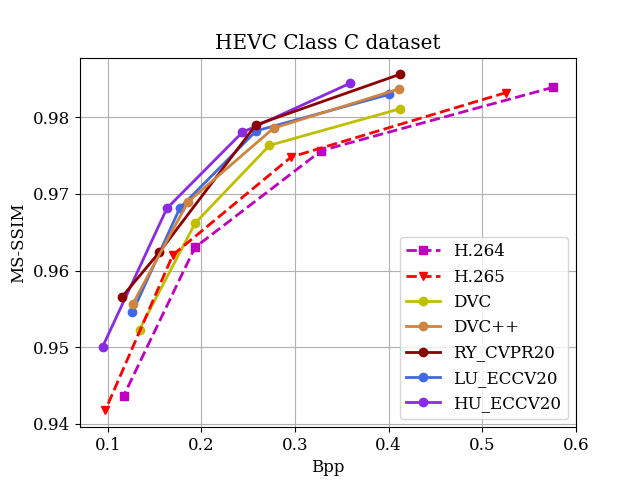 HEVC Class C dataset
MS-SSIM
0.98
0.97
0.96
0.95
0.94
H.264
H.265
DVC
DVC++
RY_CVPR20
LU_ECCV20
HU_ECCV20
0.1 0.2 0.3 0.4 0.5 0.6
Bpp